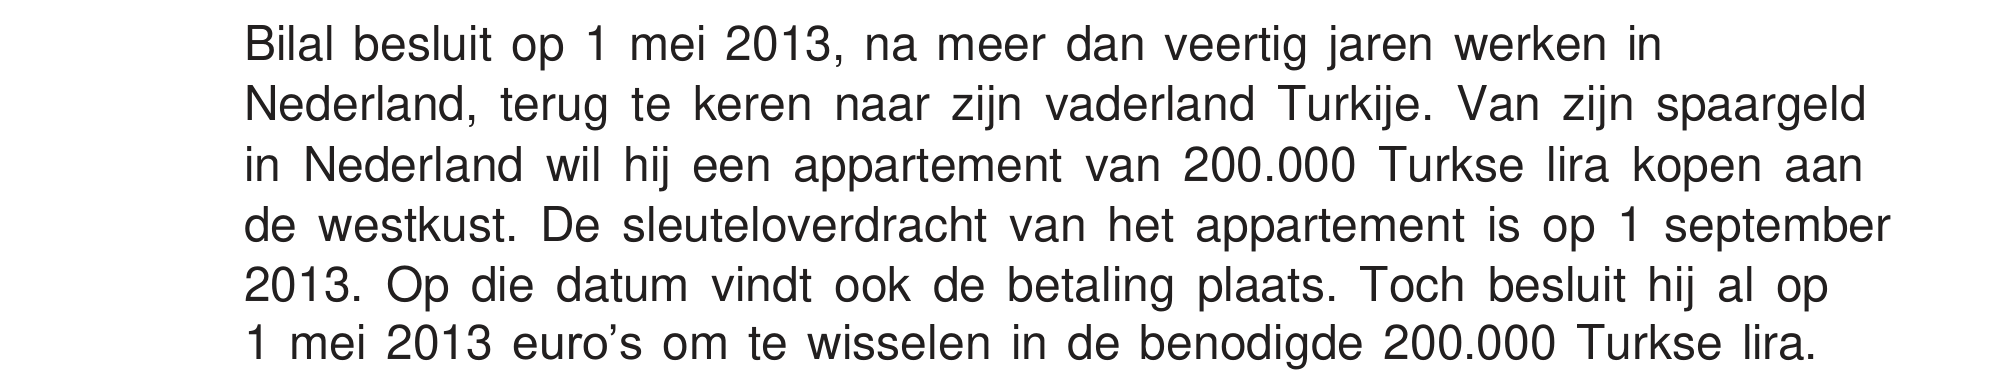 Bilal besluit op 1 mei 2013, na meer dan veertig jaren werken in
Nederland, terug te keren naar zijn vaderland Turkije. Van zijn spaargeld
in Nederland wil hij een appartement van 200.000 Turkse lira kopen aan
de westkust. De sleuteloverdracht van het appartement is op 1 september
2013. Op die datum vindt ook de betaling plaats. Toch besluit hij al op
1 mei 2013 euro’s om te wisselen in de benodigde 200.000 Turkse lira.